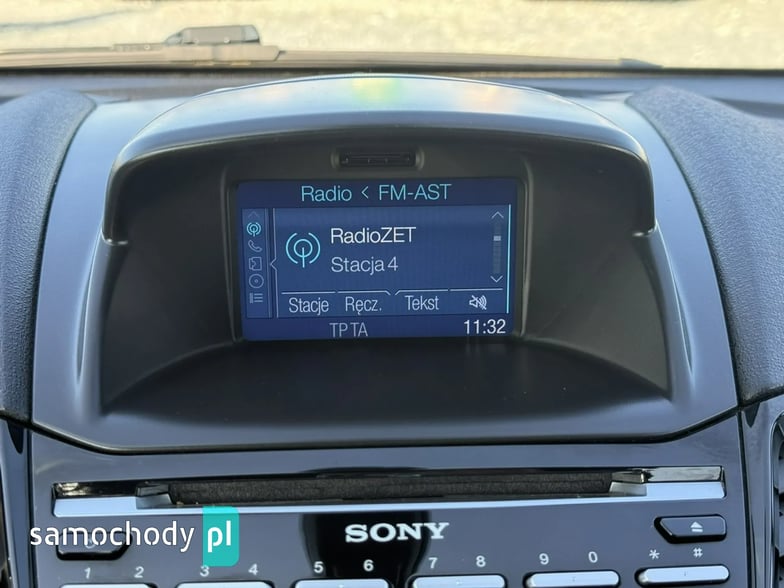 Radio < FM-AST
RadioZET
Stacja 4
Stacje Ręcz. Tekst
TP TA 11:32
SONY
samochody pl
1 2 3 4 5 6 7 8 9 0 * #